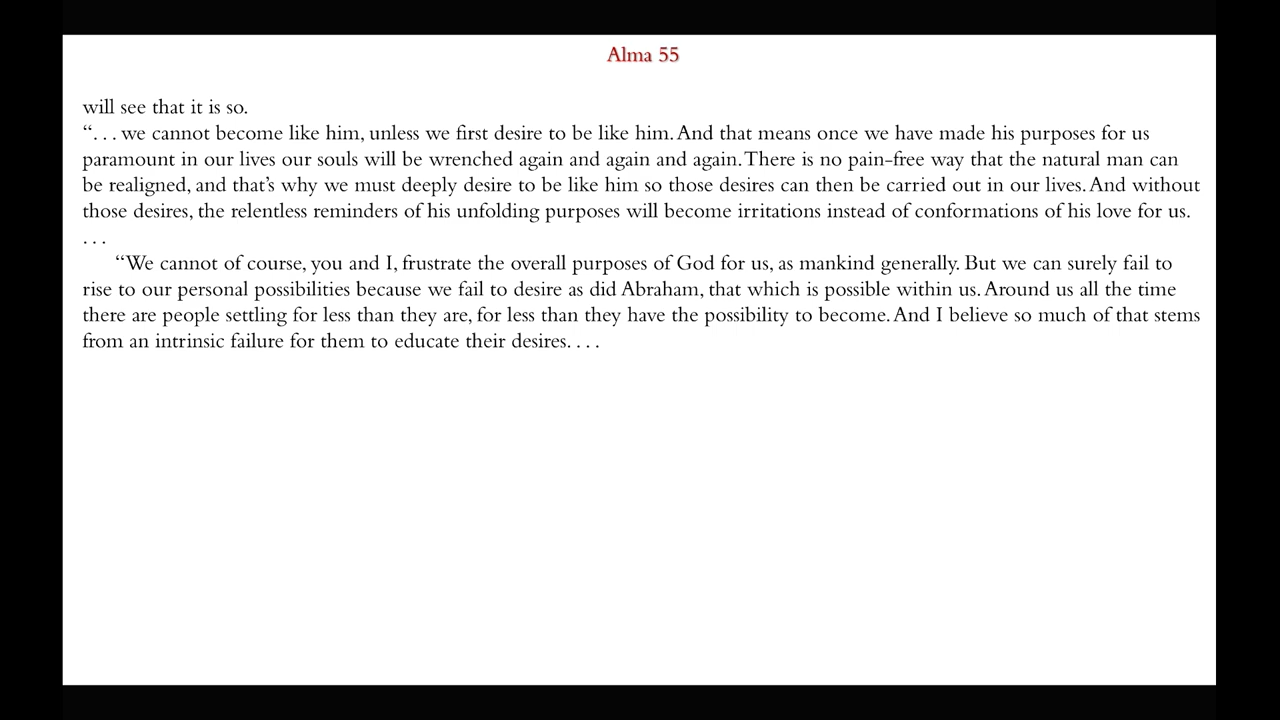 Alma 55
will see that it is so.
“. . . we cannot become like him, unless we first desire to be like him. And that means once we have made his purposes for us
paramount in our lives our souls will be wrenched again and again and again. There is no pain-free way that the natural man can
be realigned, and that’s why we must deeply desire to be like him so those desires can then be carried out in our lives. And without
those desires, the relentless reminders of his unfolding purposes will become irritations instead of conformations of his love for us.
. . .
“We cannot of course, you and I, frustrate the overall purposes of God for us, as mankind generally. But we can surely fail to
rise to our personal possibilities because we fail to desire as did Abraham, that which is possible within us. Around us all the time
there are people settling for less than they are, for less than they have the possibility to become. And I believe so much of that stems
from an intrinsic failure for them to educate their desires. . . .